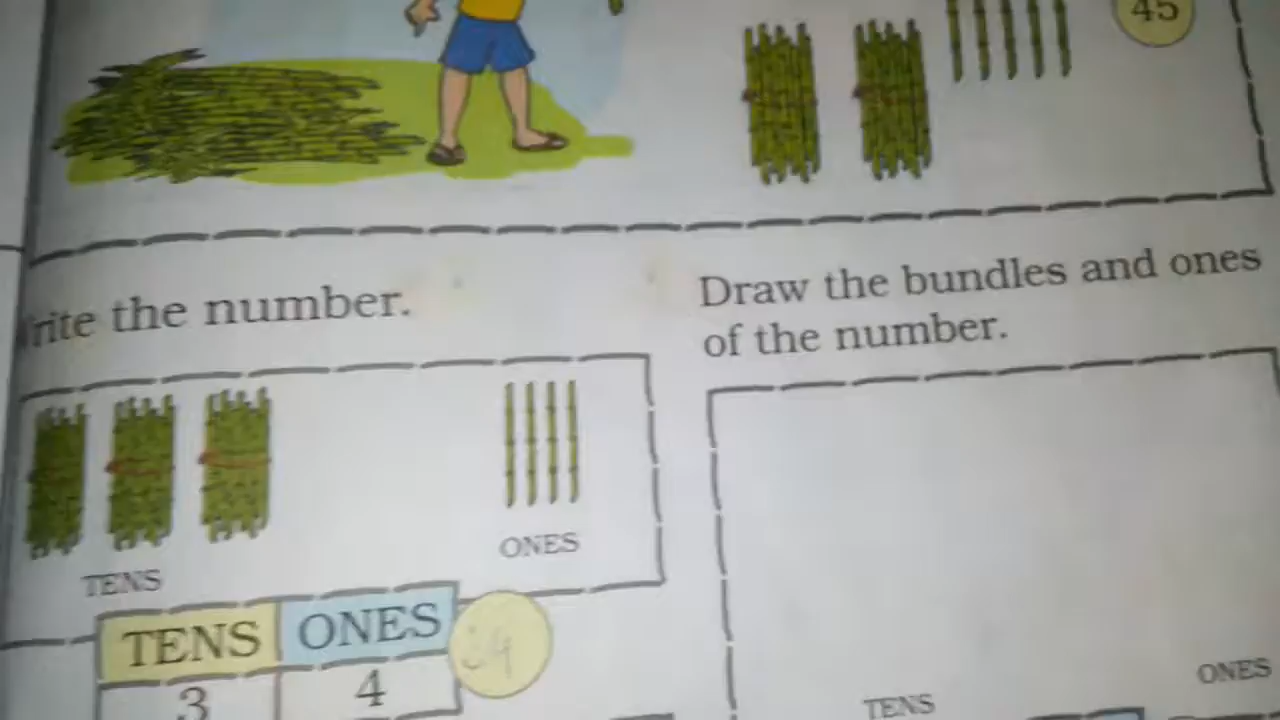 45
rite the number.
Draw the bundles and ones
of the number.
ONES
TENS
TENS ONES
34
3 4
ONES
TENS